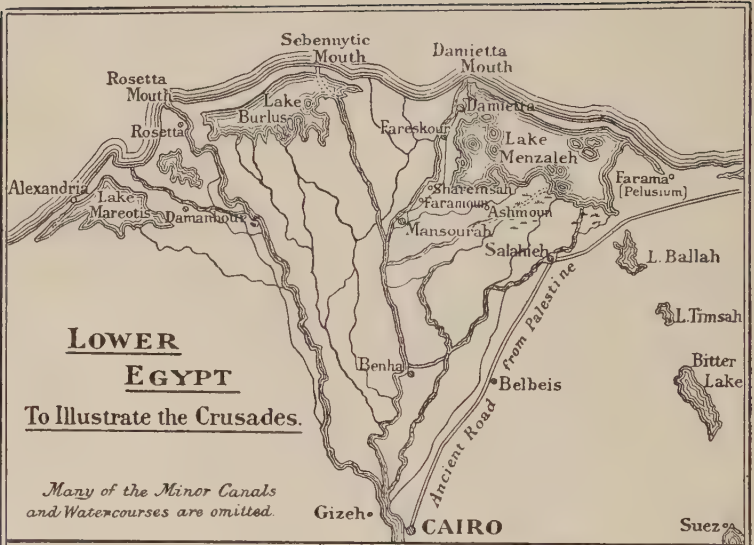 Sebennytic
Mouth
Damietta
Mouth
Rosetta
Mouth
Lake
Burlus
Damietta
Rosetta
Fareskour
Lake
Menzaleh
Farama
(Pelusium)
Alexandria
Lake
Mareotis
Damanhour
Sharemsah
Faramour
Ashmoun
Mansourah
Salahieh
L. Ballah
L. Timsah
LOWER
EGYPT
To Illustrate the Crusades.
Benha
Ancient Road from Palestine
Belbeis
Bitter
Lake
Many of the Minor Canals
and Watercourses are omitted.
Gizeh
CAIRO
Suez